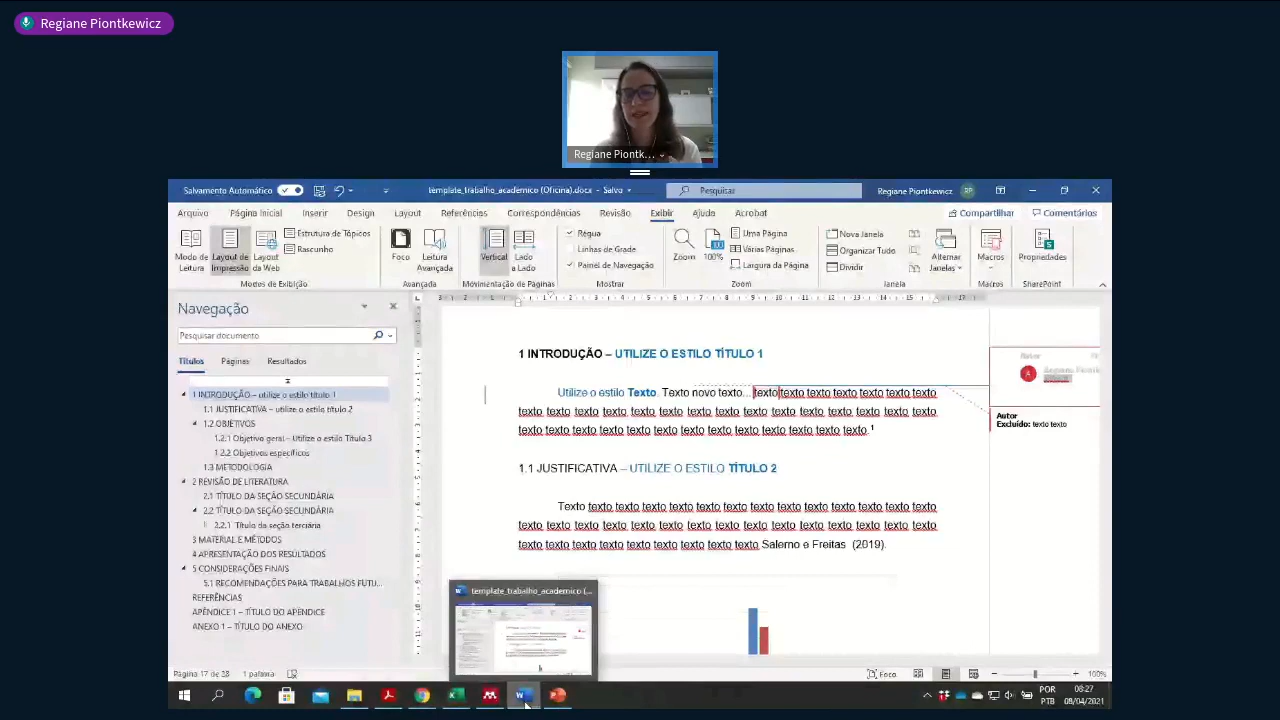 Regiane Piontkewicz
Regiane Piontk...
Salvamento Automático
template_trabalho_academico (Oficina).docx - Salvo
Pesquisar
Regiane Piontkewicz
RP
Arquivo Página Inicial Inserir Design Layout Referências Correspondências Revisão Exibir Ajuda Acrobat
Compartilhar Comentários
Modo de Leitura
Layout de Impressão
Layout da Web
Estrutura de Tópicos
Rascunho
Modos de Exibição
Foco
Leitura Avançada
Avançada
Vertical
Lado a Lado
Movimentação de Páginas
Régua
Linhas de Grade
Painel de Navegação
Mostrar
Zoom
100%
Uma Página
Várias Páginas
Largura da Página
Zoom
Nova Janela
Organizar Tudo
Dividir
Alternar Janelas
Janela
Macros
Macros
Propriedades
SharePoint
Navegação
Pesquisar documento
Títulos Páginas Resultados
1 INTRODUÇÃO – utilize o estilo título 1
1.1 JUSTIFICATIVA – utilize o estilo título 2
1.2 OBJETIVOS
1.2.1 Objetivo geral – Utilize o estilo Título 3
1.2.2 Objetivos específicos
1.3 METODOLOGIA
2 REVISÃO DE LITERATURA
2.1 TÍTULO DA SEÇÃO SECUNDÁRIA
2.2 TÍTULO DA SEÇÃO SECUNDÁRIA
2.2.1 Título da seção terciária
3 MATERIAL E MÉTODOS
4 APRESENTAÇÃO DOS RESULTADOS
5 CONSIDERAÇÕES FINAIS
5.1 RECOMENDAÇÕES PARA TRABALHOS FUTU...
REFERÊNCIAS
APÊNDICE 1 – TÍTULO DO APÊNDICE
ANEXO 1 – TÍTULO DO ANEXO
1 INTRODUÇÃO – UTILIZE O ESTILO TÍTULO 1
Utilize o estilo Texto. Texto novo texto... texto texto texto texto texto texto texto
texto texto texto texto texto texto texto texto texto texto texto texto texto texto texto texto
texto texto texto texto texto texto texto texto texto texto texto texto texto.¹
1.1 JUSTIFICATIVA – UTILIZE O ESTILO TÍTULO 2
Texto texto texto texto texto texto texto texto texto texto texto texto texto texto
texto texto texto texto texto texto texto texto texto texto texto texto texto texto texto texto
texto texto texto texto texto texto texto texto texto Salerno e Freitas (2019).
Autor
A
Autor
Excluído: texto texto
template_trabalho_academico (...
Página 17 de 28 1 palavra
Foco
100%
POR
PTB
08:27
09/04/2021